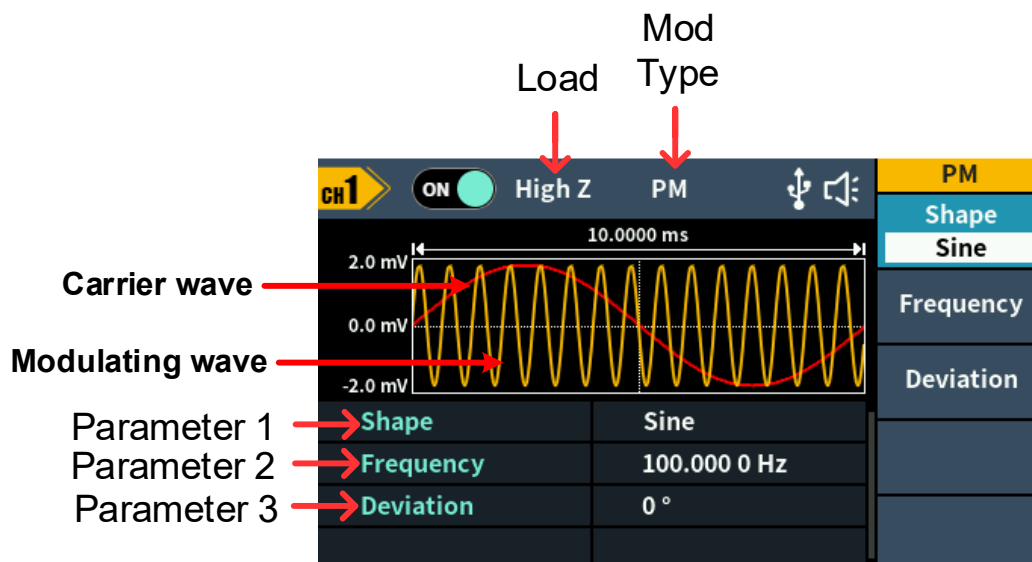 Mod
Type
Load
CH1
ON
High Z
PM
PM
Shape
Sine
Frequency
Deviation
10.0000 ms
2.0 mV
0.0 mV
-2.0 mV
Carrier wave
Modulating wave
Parameter 1
Shape
Sine
Parameter 2
Frequency
100.000 0 Hz
Parameter 3
Deviation
0 °